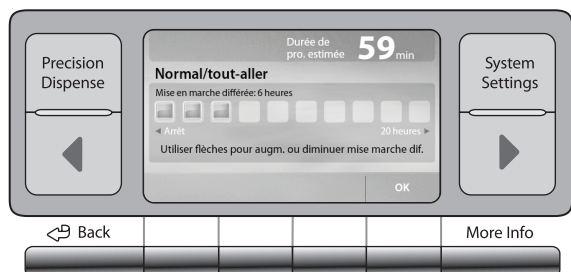 Precision
Dispense
Durée de
pro. estimée 59 min
Normal/tout-aller
Mise en marche différée: 6 heures
Arrêt 20 heures
Utiliser flèches pour augm. ou diminuer mise marche dif.
OK
System
Settings
Back
More Info